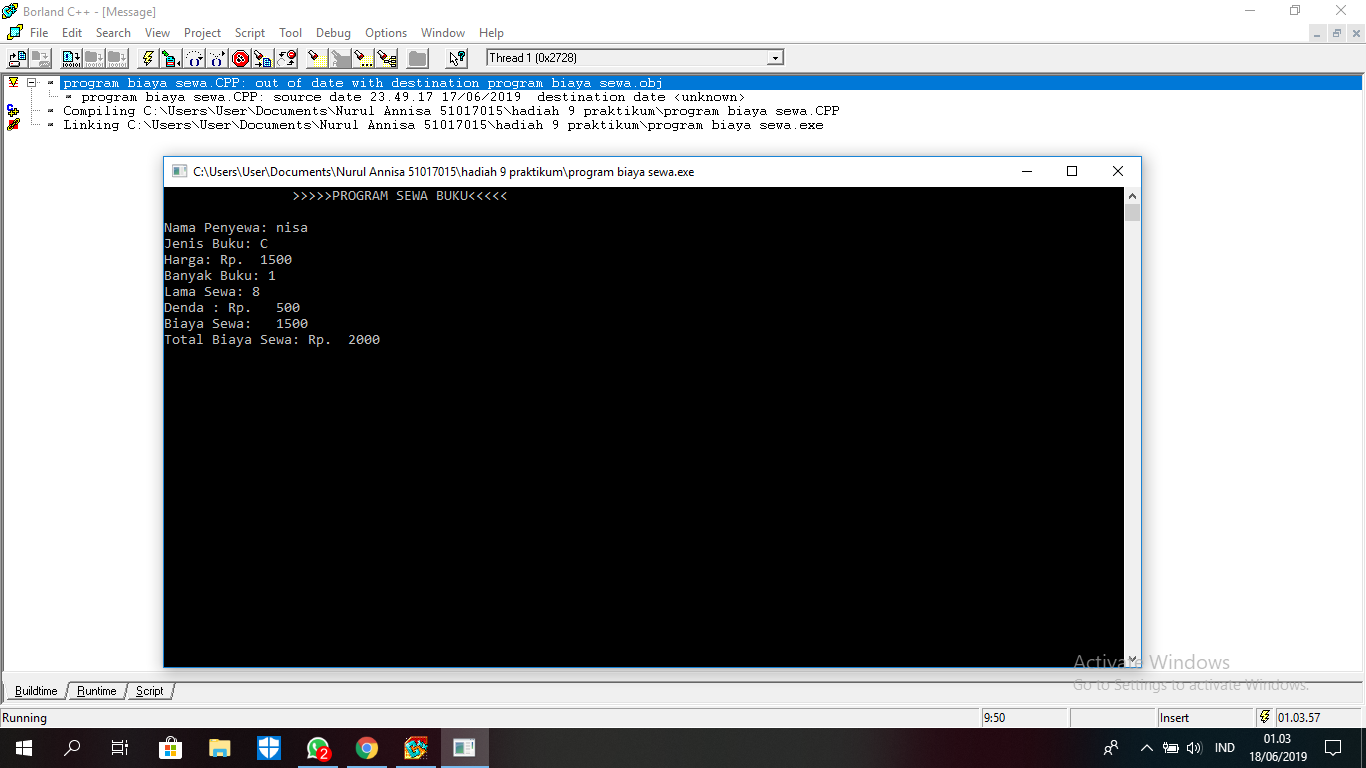 Borland C++ - [Message]
File Edit Search View Project Script Tool Debug Options Window Help
Thread 1 (0x2728)
program biaya sewa.CPP: out of date with destination program biaya sewa.obj
program biaya sewa.CPP: source date 23.49.17 17/06/2019 destination date <unknown>
Compiling C:\Users\User\Documents\Nurul Annisa 51017015\hadiah 9 praktikum\program biaya sewa.CPP
Linking C:\Users\User\Documents\Nurul Annisa 51017015\hadiah 9 praktikum\program biaya sewa.exe
C:\Users\User\Documents\Nurul Annisa 51017015\hadiah 9 praktikum\program biaya sewa.exe
>>>>>PROGRAM SEWA BUKU<<<<<
Nama Penyewa: nisa
Jenis Buku: C
Harga: Rp. 1500
Banyak Buku: 1
Lama Sewa: 8
Denda : Rp. 500
Biaya Sewa: 1500
Total Biaya Sewa: Rp. 2000
Activate Windows
Go to Settings to activate Windows.
Buildtime Runtime Script
Running 9:50 Insert 01.03.57
2 IND 01.03
18/06/2019